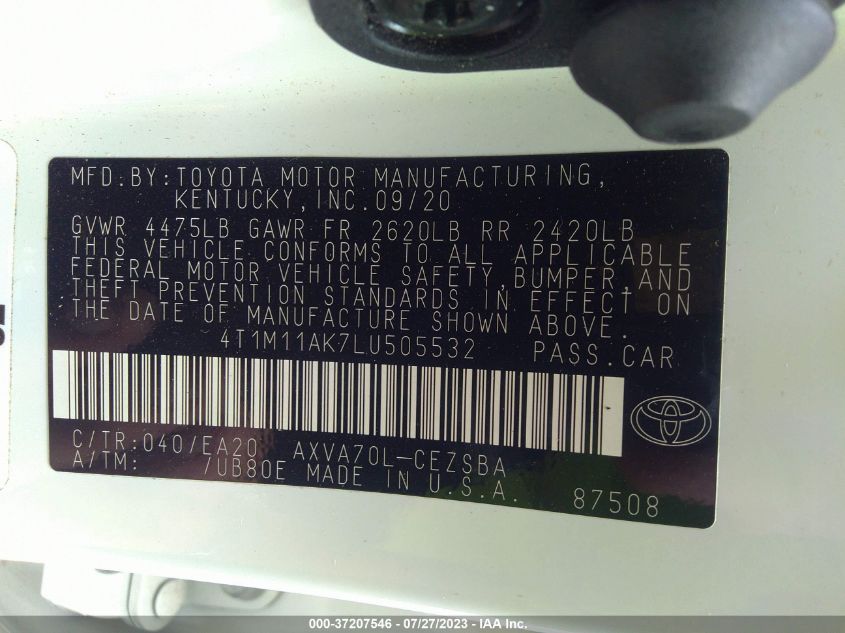 MFD.BY:TOYOTA MOTOR MANUFACTURING,
KENTUCKY,INC.09/20
GVWR 4475LB GAWR FR 2620LB RR 2420LB
THIS VEHICLE CONFORMS TO ALL APPLICABLE
FEDERAL MOTOR VEHICLE SAFETY,BUMPER,AND
THEFT PREVENTION STANDARDS IN EFFECT ON
THE DATE OF MANUFACTURE SHOWN ABOVE.
4T1M11AK7LU505532 PASS.CAR
C/TR:040/EA20 AXVA70L-CEZSBA
A/TM: /UB80E MADE IN U.S.A.
87508
000-37207546 - 07/27/2023 - IAA Inc.